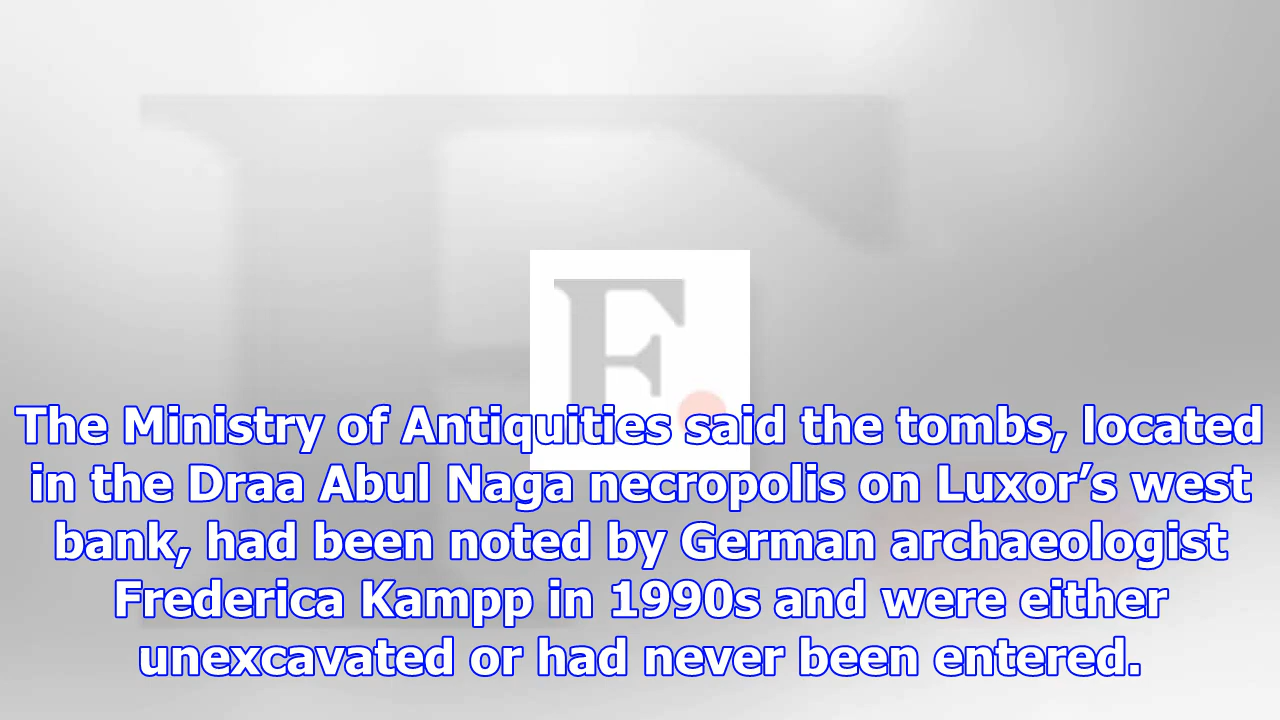 F.
The Ministry of Antiquities said the tombs, located
in the Draa Abul Naga necropolis on Luxor’s west
bank, had been noted by German archaeologist
Frederica Kampp in 1990s and were either
unexcavated or had never been entered.